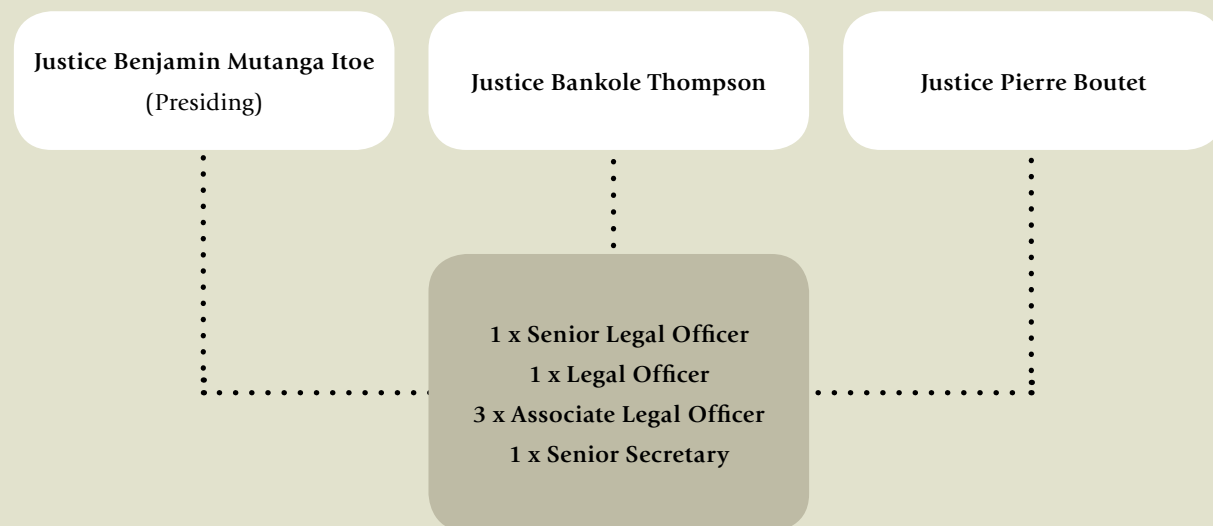 Justice Benjamin Mutanga Itoe
(Presiding)
Justice Bankole Thompson
Justice Pierre Boutet
1 x Senior Legal Officer
1 x Legal Officer
3 x Associate Legal Officer
1 x Senior Secretary